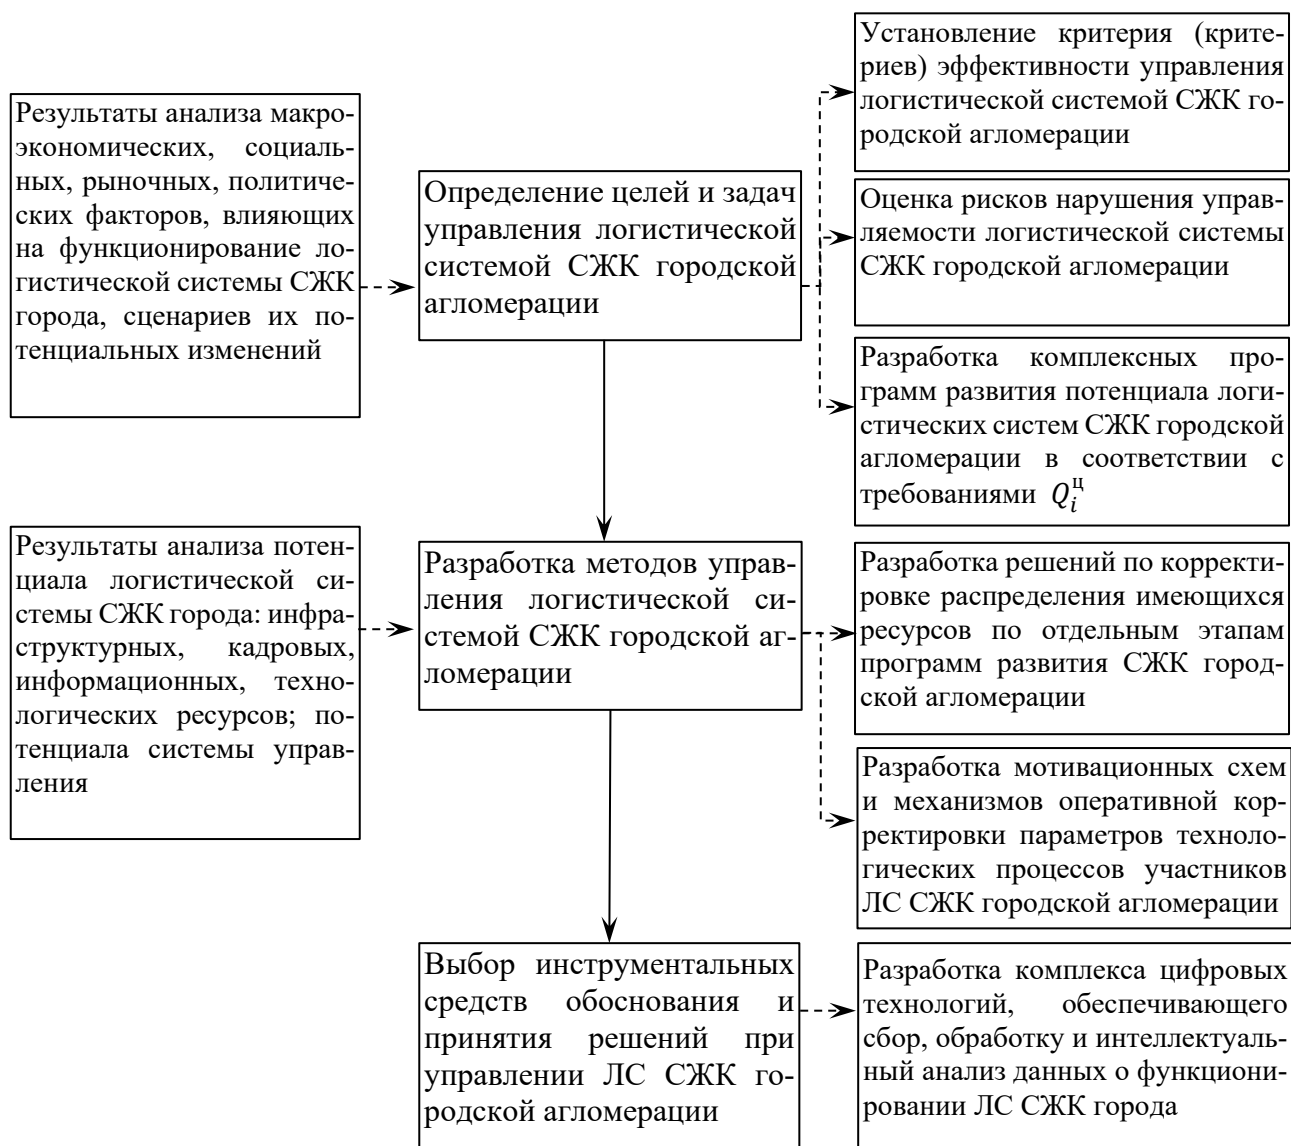 Результаты анализа макро-
экономических, социаль-
ных, рыночных, политиче-
ских факторов, влияющих
на функционирование ло-
гистической системы СЖК
города, сценариев их по-
тенциальных изменений
Определение целей и задач
управления логистической
системой СЖК городской
агломерации
Установление критерия (крите-
риев) эффективности управления
логистической системой СЖК го-
родской агломерации
Оценка рисков нарушения управ-
ляемости логистической системы
СЖК городской агломерации
Разработка комплексных про-
грамм развития потенциала логи-
стических систем СЖК городской
агломерации в соответствии с
требованиями $Q_i^ц$
Результаты анализа потен-
циала логистической си-
стемы СЖК города: инфра-
структурных, кадровых,
информационных, техно-
логических ресурсов; по-
тенциала системы управ-
ления
Разработка методов управ-
ления логистической си-
стемой СЖК городской аг-
ломерации
Разработка решений по корректи-
ровке распределения имеющихся
ресурсов по отдельным этапам
программ развития СЖК город-
ской агломерации
Разработка мотивационных схем
и механизмов оперативной кор-
ректировки параметров техноло-
гических процессов участников
ЛС СЖК городской агломерации
Выбор инструментальных
средств обоснования и
принятия решений при
управлении ЛС СЖК го-
родской агломерации
Разработка комплекса цифровых
технологий, обеспечивающего
сбор, обработку и интеллектуаль-
ный анализ данных о функциони-
ровании ЛС СЖК города